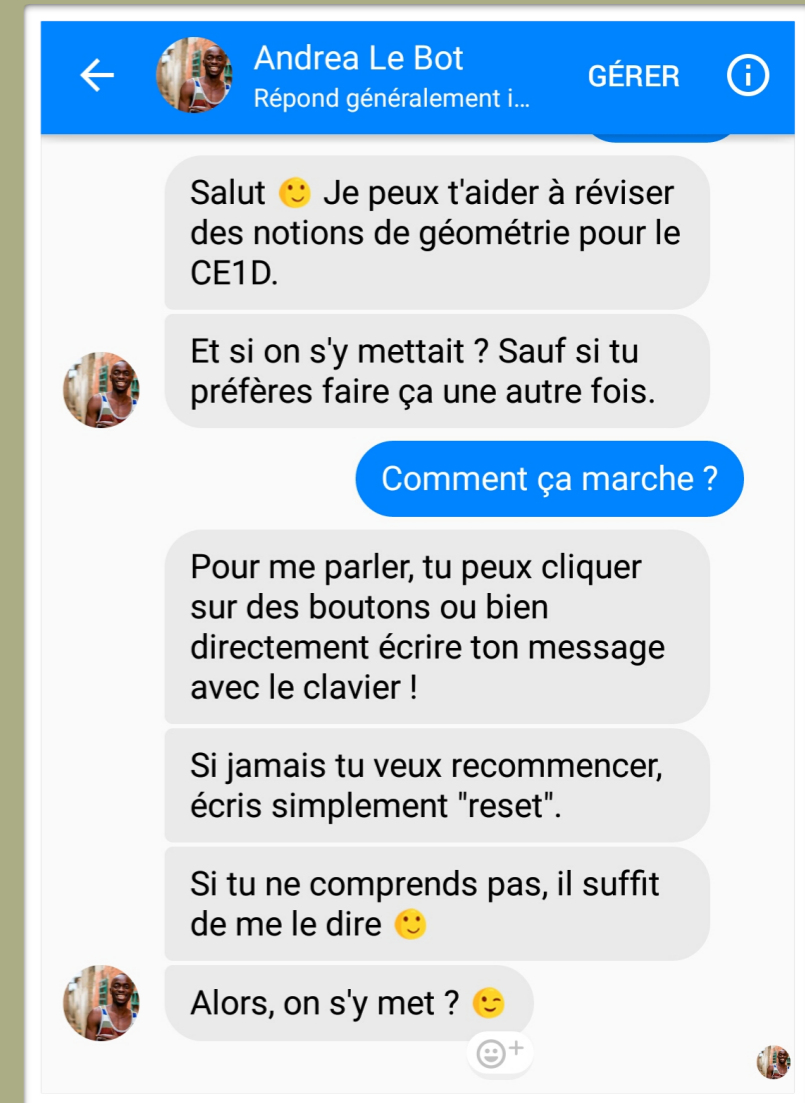 Andrea Le Bot
Répond généralement i...
GÉRER
Salut 🙂 Je peux t'aider à réviser
des notions de géométrie pour le
CE1D.
Et si on s'y mettait ? Sauf si tu
préfères faire ça une autre fois.
Comment ça marche ?
Pour me parler, tu peux cliquer
sur des boutons ou bien
directement écrire ton message
avec le clavier !
Si jamais tu veux recommencer,
écris simplement "reset".
Si tu ne comprends pas, il suffit
de me le dire 🙂
Alors, on s'y met ? 😉